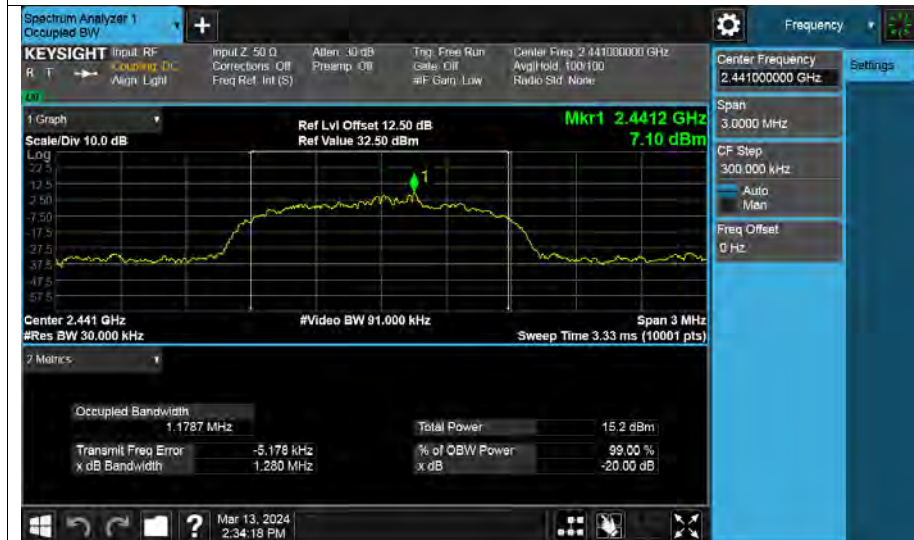 Spectrum Analyzer 1
Occupied BW
+
Frequency
KEYSIGHT Input: RF Input Z: 50 Ω Atten: 30 dB Trig: Free Run Center Freq: 2.441000000 GHz
R T Coupling: DC Corrections: Off Preamp: Off Gate: Off Avg|Hold: 100/100
Align: Light Freq Ref: Int (S) #IF Gain: Low Radio Std: None
Center Frequency
2.441000000 GHz
Settings
Span
3.0000 MHz
CF Step
300.000 kHz
Auto
Man
Freq Offset
0 Hz
1 Graph
Ref Lvl Offset 12.50 dB
Mkr1 2.4412 GHz
Scale/Div 10.0 dB
Ref Value 32.50 dBm
7.10 dBm
Log
22.5
12.5
2.50
-7.50
-17.5
-27.5
-37.5
-47.5
-57.5
1
Center 2.441 GHz #Video BW 91.000 kHz Span 3 MHz
#Res BW 30.000 kHz Sweep Time 3.33 ms (10001 pts)
2 Metrics
Occupied Bandwidth
1.1787 MHz
Total Power 15.2 dBm
Transmit Freq Error -5.178 kHz % of OBW Power 99.00 %
x dB Bandwidth 1.280 MHz x dB -20.00 dB
? Mar 13, 2024
2:34:18 PM